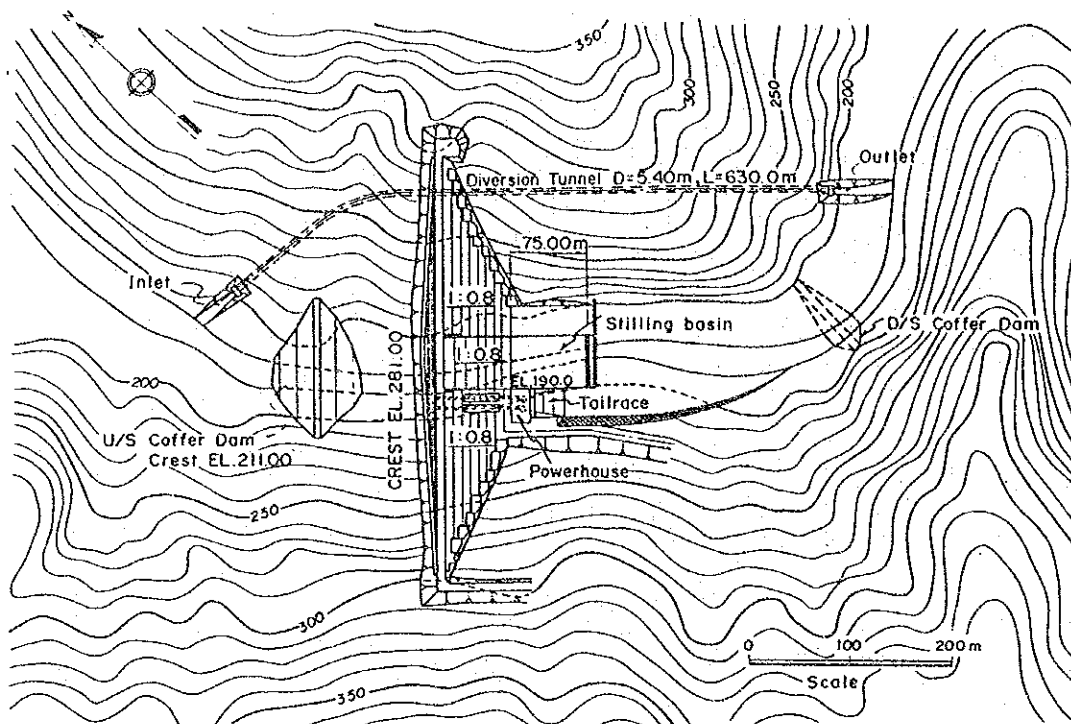 N
350
300
250
200
Outlet
Diversion Tunnel D=5.40m, L=630.0m
75.00m
Inlet
1:0.8
Stilling basin
D/S Coffer Dam
1:0.8
200
EL.190.0
Tailrace
U/S Coffer Dam
Crest EL.211.00
CREST EL.281.00
1:0.8
Powerhouse
250
300
0 100 200 m
Scale
350